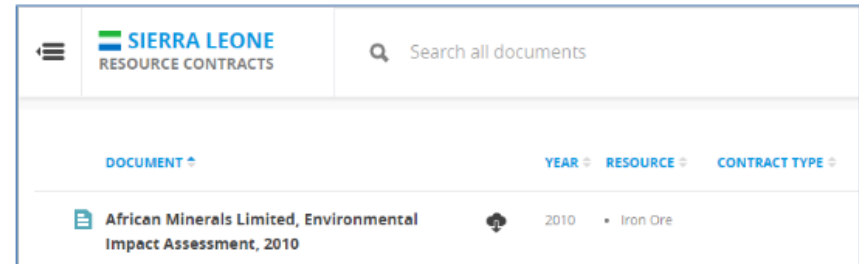 SIERRA LEONE
RESOURCE CONTRACTS
Search all documents
DOCUMENT YEAR RESOURCE CONTRACT TYPE
African Minerals Limited, Environmental 2010 • Iron Ore
Impact Assessment, 2010